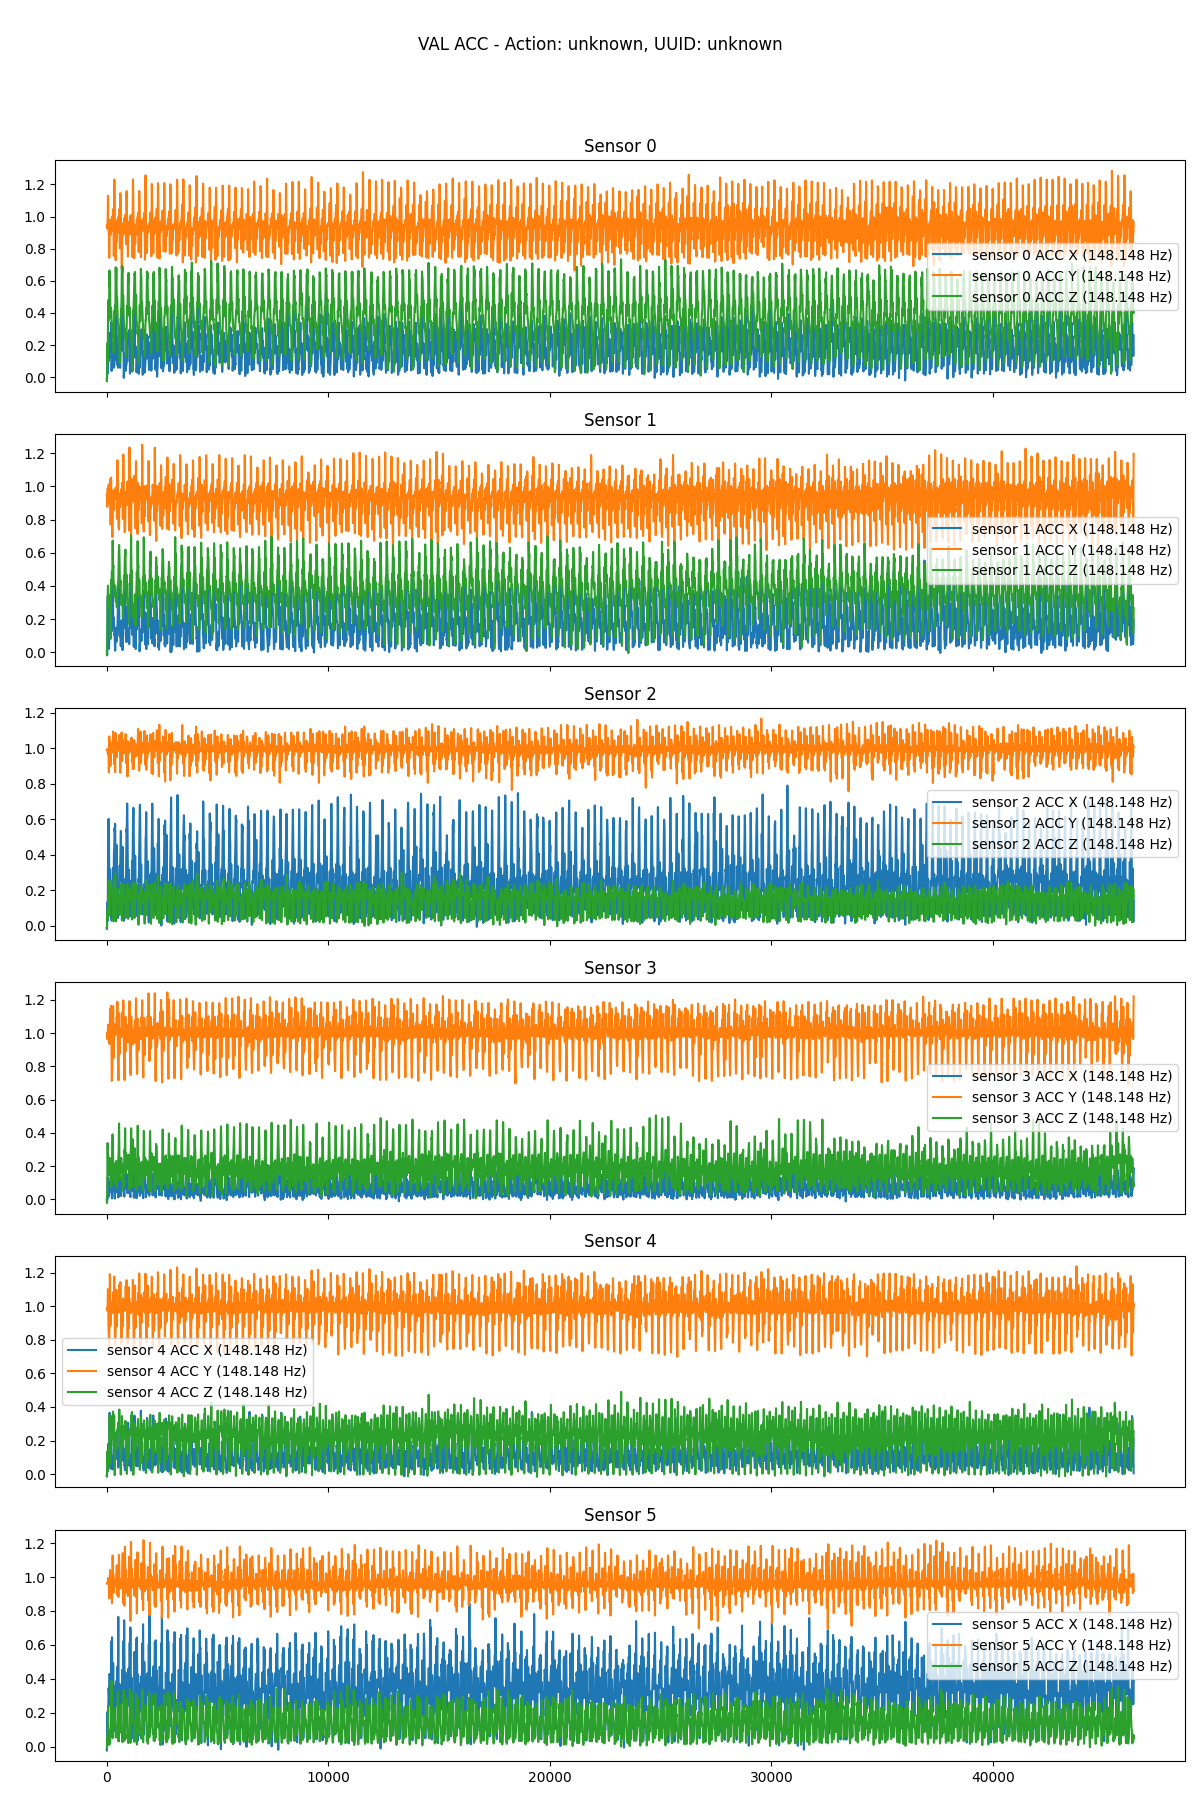 VAL ACC - Action: unknown, UUID: unknown
Sensor 0
1.2
1.0
0.8
0.6
0.4
0.2
0.0
sensor 0 ACC X (148.148 Hz)
sensor 0 ACC Y (148.148 Hz)
sensor 0 ACC Z (148.148 Hz)
Sensor 1
1.2
1.0
0.8
0.6
0.4
0.2
0.0
sensor 1 ACC X (148.148 Hz)
sensor 1 ACC Y (148.148 Hz)
sensor 1 ACC Z (148.148 Hz)
Sensor 2
1.2
1.0
0.8
0.6
0.4
0.2
0.0
sensor 2 ACC X (148.148 Hz)
sensor 2 ACC Y (148.148 Hz)
sensor 2 ACC Z (148.148 Hz)
Sensor 3
1.2
1.0
0.8
0.6
0.4
0.2
0.0
sensor 3 ACC X (148.148 Hz)
sensor 3 ACC Y (148.148 Hz)
sensor 3 ACC Z (148.148 Hz)
Sensor 4
1.2
1.0
0.8
0.6
0.4
0.2
0.0
sensor 4 ACC X (148.148 Hz)
sensor 4 ACC Y (148.148 Hz)
sensor 4 ACC Z (148.148 Hz)
Sensor 5
1.2
1.0
0.8
0.6
0.4
0.2
0.0
sensor 5 ACC X (148.148 Hz)
sensor 5 ACC Y (148.148 Hz)
sensor 5 ACC Z (148.148 Hz)
0 10000 20000 30000 40000